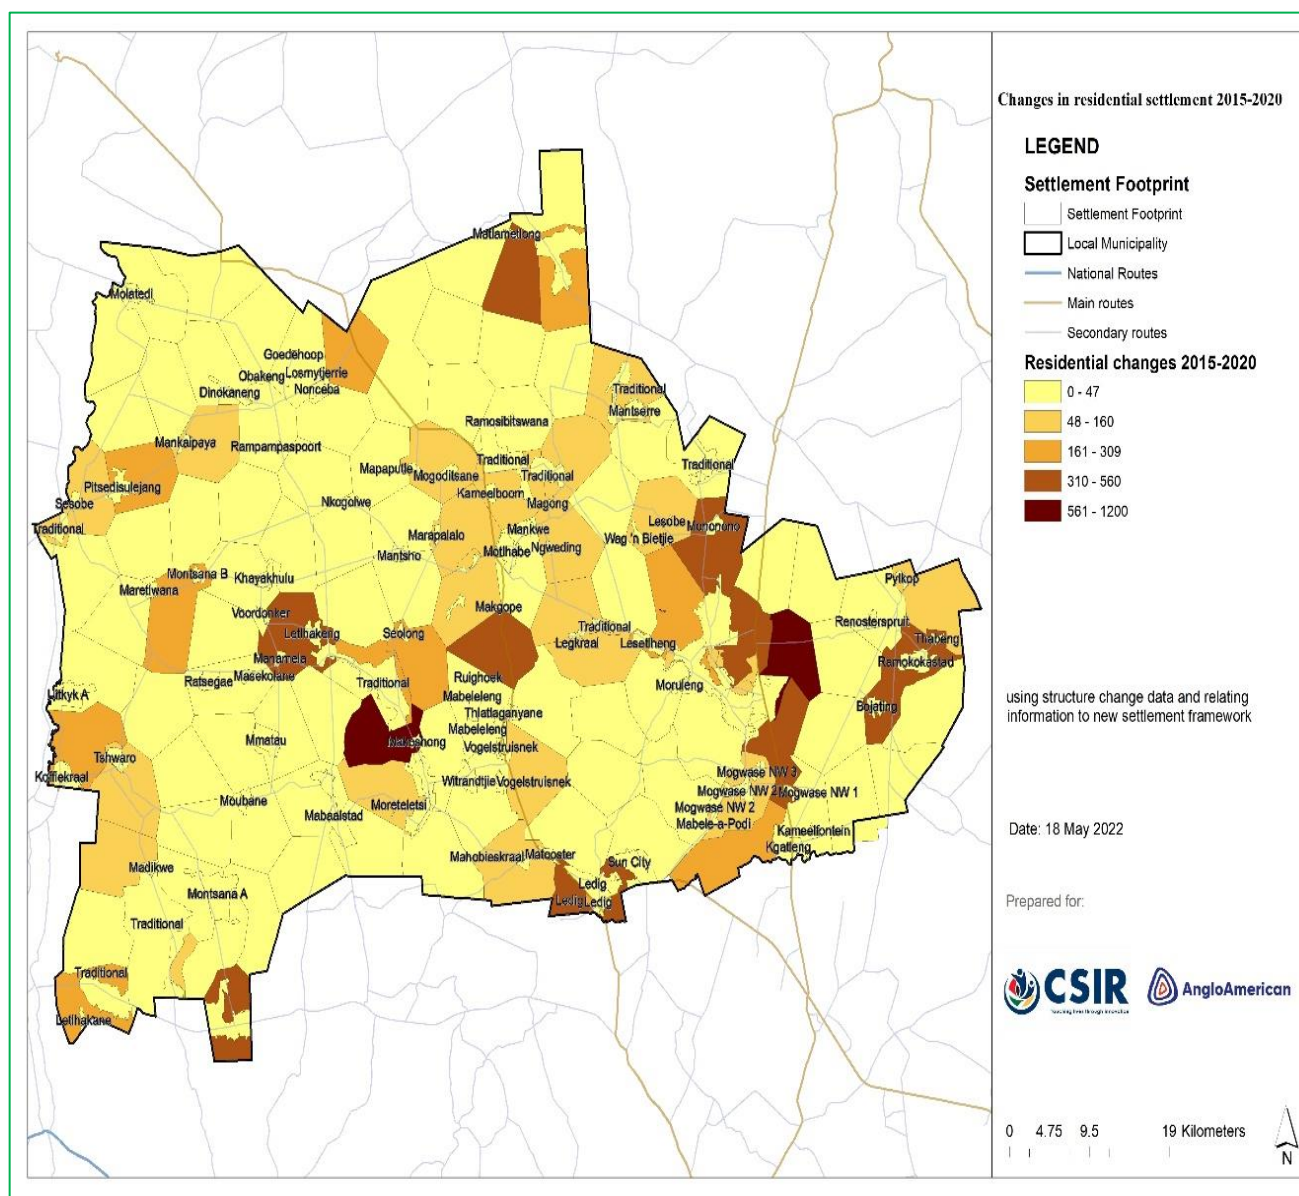 Changes in residential settlement 2015-2020
LEGEND
Settlement Footprint
Settlement Footprint
Local Municipality
National Routes
Main routes
Secondary routes
Residential changes 2015-2020
0 - 47
48 - 160
161 - 309
310 - 560
561 - 1200
using structure change data and relating
information to new settlement framework
Date: 18 May 2022
Prepared for:
CSIR
AngloAmerican
0 4.75 9.5 19 Kilometers
N
Matlametlong
Molatedi
Goedehoop
Obakeng
Losmytjerrie
Dinokaneng
Nonceba
Traditional
Mantserre
Ramosibitswana
Mankaipaya
Rampampaspoort
Mapaputle
Mogoditsane
Traditional
Traditional
Traditional
Pitsedisulejang
Kameelboom
Magong
Sesobe
Nkogolwe
Traditional
Marapalalo
Mankwe
Lesobe
Mononono
Wag 'n Bietjie
Mantsho
Motlhabe
Ngweding
Montsana B
Khayakhulu
Maretlwana
Pylkop
Voordonker
Makgope
Letlhakeng
Seolong
Traditional
Legkraal
Lesetlheng
Renosterspruit
Thabeng
Ramokokastad
Manamela
Masekolane
Ratsegae
Traditional
Ruighoek
Moruleng
Uitkyk A
Mabeleleng
Thlatlaganyane
Mabeleleng
Bojating
Mmatau
Vogelstruisnek
Tshwaro
Koffiekraal
Witrandtjie
Vogelstruisnek
Mogwase NW 3
Mogwase NW 2
Mogwase NW 1
Mogwase NW 2
Mabele-a-Podi
Moubane
Moreteletsi
Mabaalstad
Kameelfontein
Kgatleng
Mahobieskraal
Matooster
Sun City
Madikwe
Ledig
Ledig
Ledig
Montsana A
Traditional
Traditional
Letlhakane